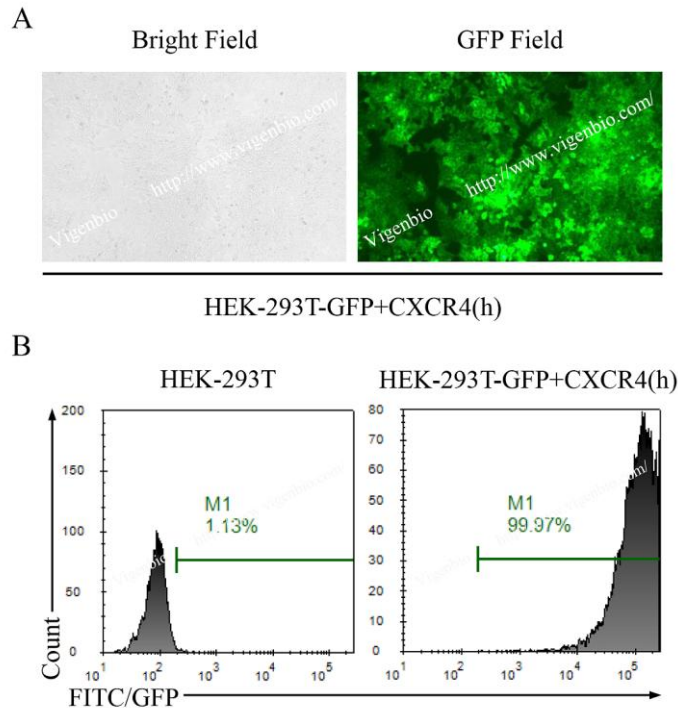 A
Bright Field
GFP Field
Vigenbio http://www.vigenbio.com/
Vigenbio http://www.vigenbio.com/
HEK-293T-GFP+CXCR4(h)
B
HEK-293T
HEK-293T-GFP+CXCR4(h)
200
150
100
50
0
M1
1.13%
Vigenbio
10¹ 10² 10³ 10⁴ 10⁵
80
70
60
50
40
30
20
10
0
M1
99.97%
10¹ 10² 10³ 10⁴ 10⁵
Count
FITC/GFP